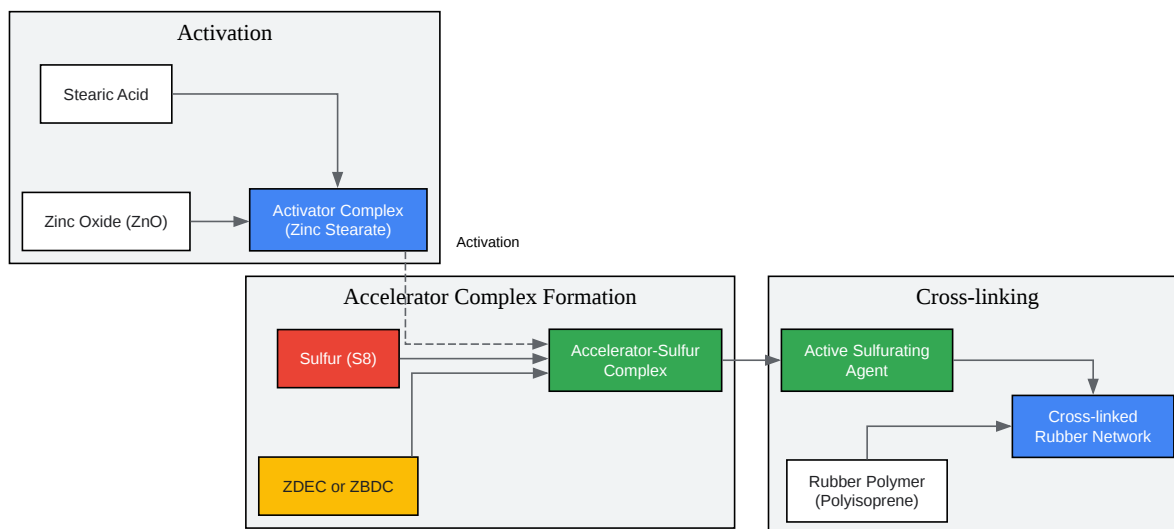 Activation
Stearic Acid
Zinc Oxide (ZnO)
Activator Complex
(Zinc Stearate)
Activation
Accelerator Complex Formation
Sulfur (S8)
Accelerator-Sulfur
Complex
ZDEC or ZBDC
Cross-linking
Active Sulfurating
Agent
Cross-linked
Rubber Network
Rubber Polymer
(Polyisoprene)